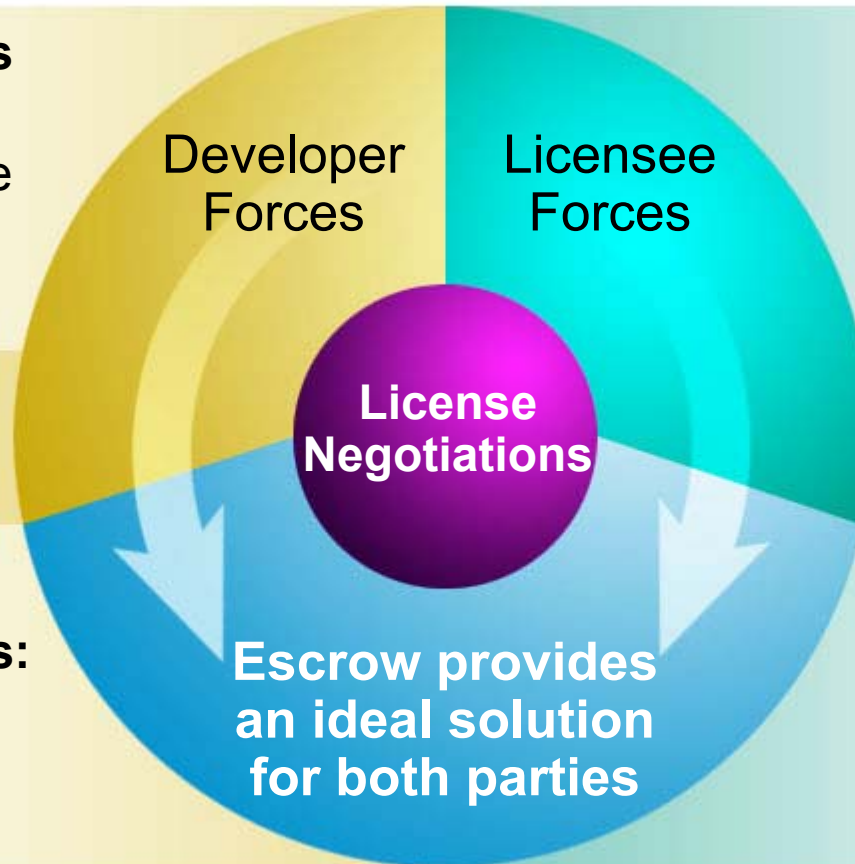 Developer
Forces
Licensee
Forces
License
Negotiations
s:
Escrow provides
an ideal solution
for both parties